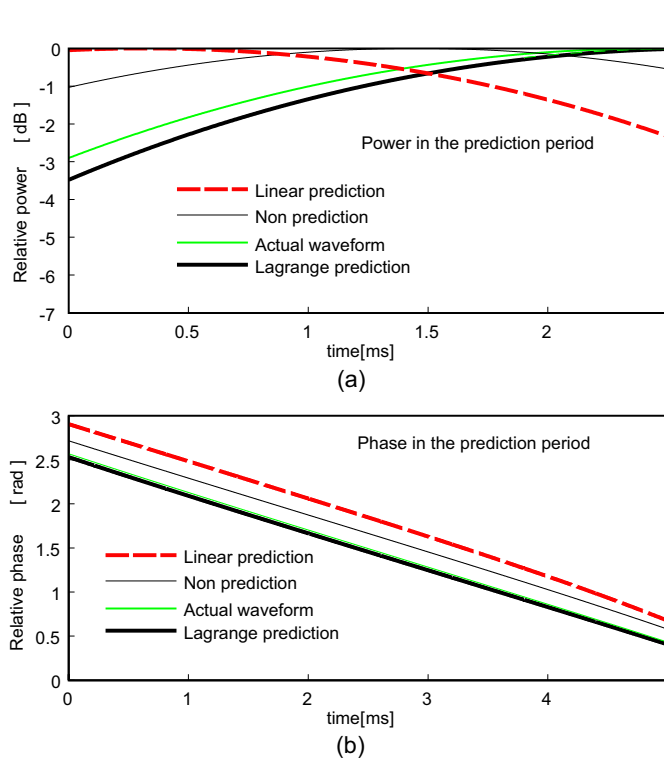 0
-1
-2
-3
-4
-5
-6
-7
Relative power [ dB ]
Power in the prediction period
Linear prediction
Non prediction
Actual waveform
Lagrange prediction
0 0.5 1 1.5 2
time[ms]
(a)
3
2.5
2
1.5
1
0.5
0
Relative phase [ rad ]
Phase in the prediction period
Linear prediction
Non prediction
Actual waveform
Lagrange prediction
0 1 2 3 4
time[ms]
(b)